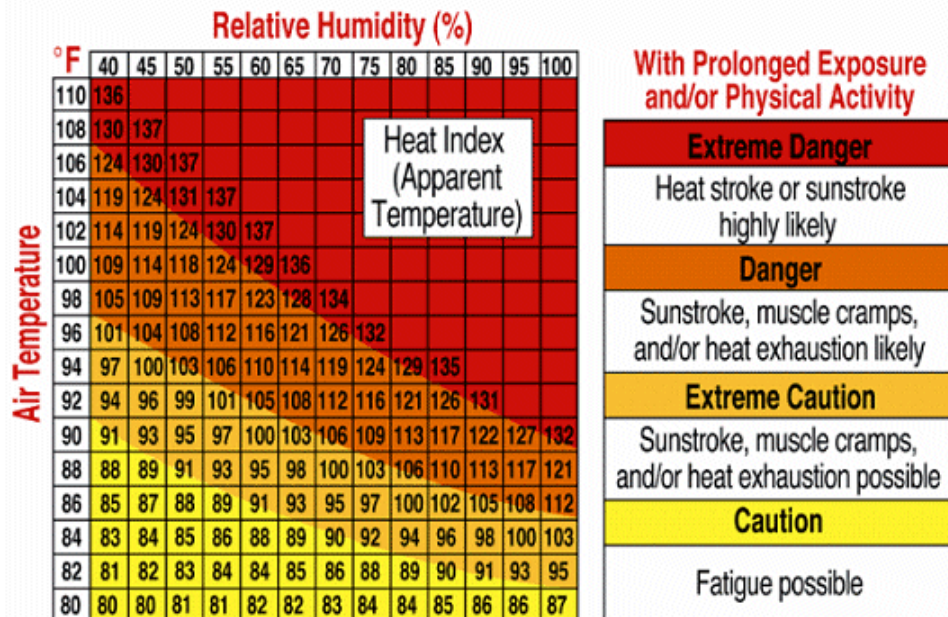 Relative Humidity (%)
°F 40 45 50 55 60 65 70 75 80 85 90 95 100
110 136
108 130 137
106 124 130 137
104 119 124 131 137
102 114 119 124 130 137
100 109 114 118 124 129 136
98 105 109 113 117 123 128 134
96 101 104 108 112 116 121 126 132
94 97 100 103 106 110 114 119 124 129 135
92 94 96 99 101 105 108 112 116 121 126 131
90 91 93 95 97 100 103 106 109 113 117 122 127 132
88 88 89 91 93 95 98 100 103 106 110 113 117 121
86 85 87 88 89 91 93 95 97 100 102 105 108 112
84 83 84 85 86 88 89 90 92 94 96 98 100 103
82 81 82 83 84 84 85 86 88 89 90 91 93 95
80 80 80 81 81 82 82 83 84 84 85 86 86 87
Air Temperature
Heat Index
(Apparent
Temperature)
With Prolonged Exposure
and/or Physical Activity
Extreme Danger
Heat stroke or sunstroke
highly likely
Danger
Sunstroke, muscle cramps,
and/or heat exhaustion likely
Extreme Caution
Sunstroke, muscle cramps,
and/or heat exhaustion possible
Caution
Fatigue possible